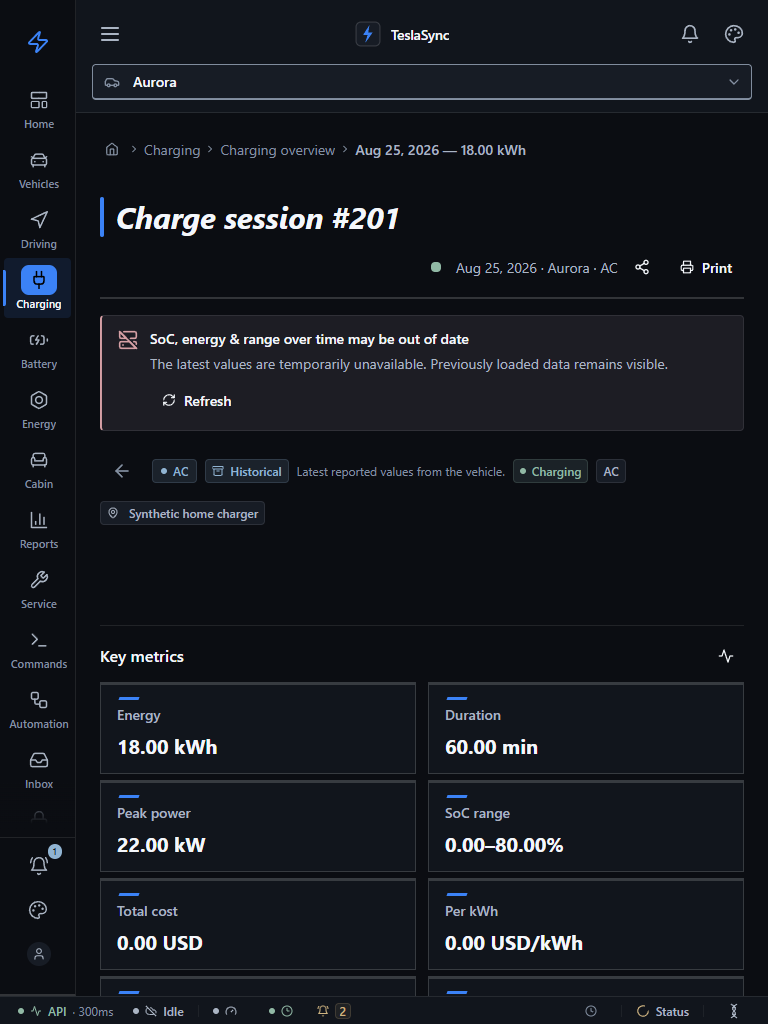 TeslaSync
Aurora
Home
Vehicles
Driving
Charging
Battery
Energy
Cabin
Reports
Service
Commands
Automation
Inbox
1
Charging
Charging overview
Aug 25, 2026 — 18.00 kWh
Charge session #201
Aug 25, 2026 · Aurora · AC
Print
SoC, energy & range over time may be out of date
The latest values are temporarily unavailable. Previously loaded data remains visible.
Refresh
AC
Historical
Latest reported values from the vehicle.
Charging
AC
Synthetic home charger
Key metrics
Energy
18.00 kWh
Duration
60.00 min
Peak power
22.00 kW
SoC range
0.00–80.00%
Total cost
0.00 USD
Per kWh
0.00 USD/kWh
API · 300ms
Idle
2
Status